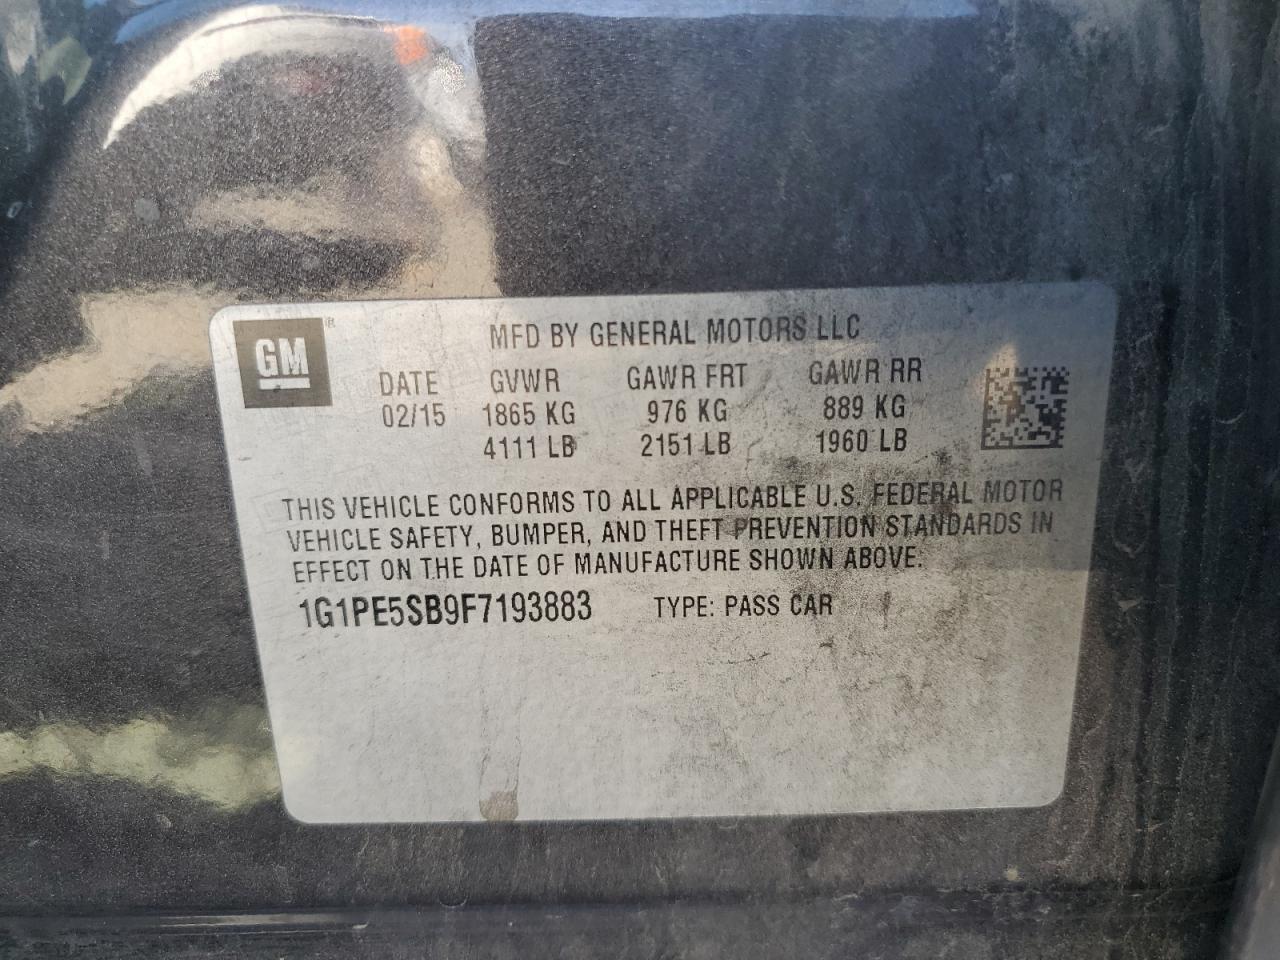 GM
MFD BY GENERAL MOTORS LLC
DATE GVWR GAWR FRT GAWR RR
02/15 1865 KG 976 KG 889 KG
4111 LB 2151 LB 1960 LB
THIS VEHICLE CONFORMS TO ALL APPLICABLE U.S. FEDERAL MOTOR
VEHICLE SAFETY, BUMPER, AND THEFT PREVENTION STANDARDS IN
EFFECT ON THE DATE OF MANUFACTURE SHOWN ABOVE.
1G1PE5SB9F7193883 TYPE: PASS CAR